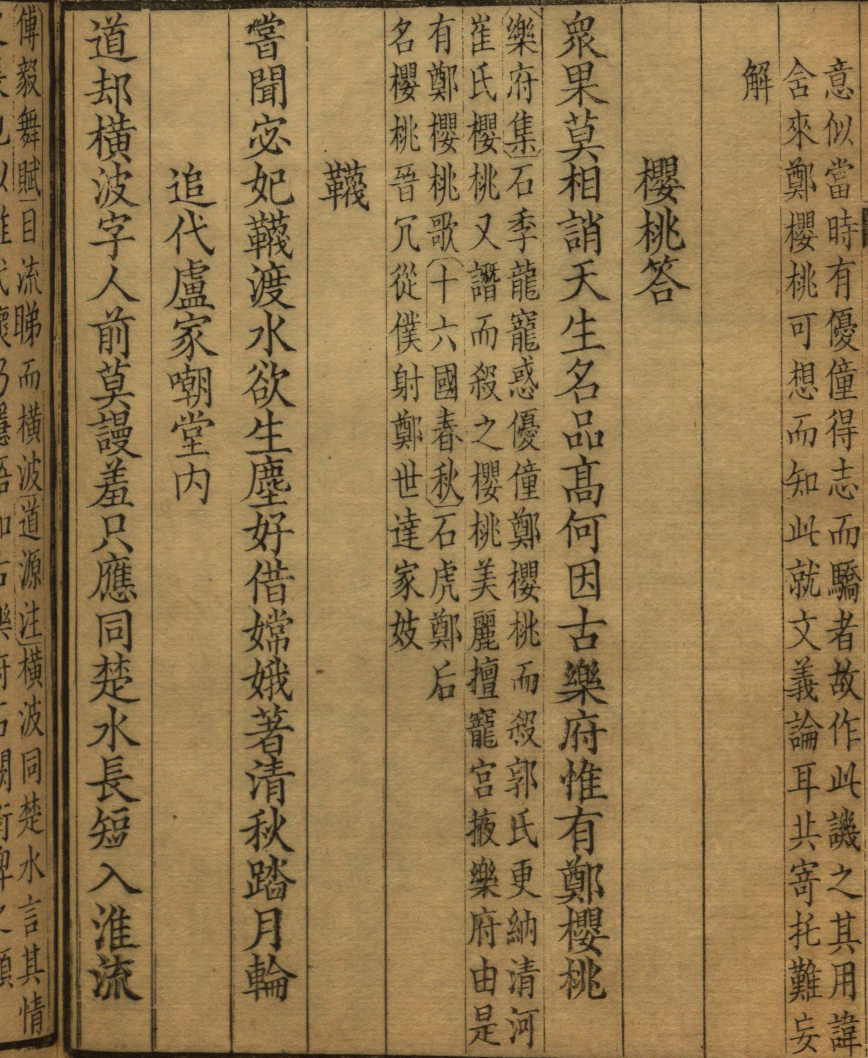 意似當時有優僮得志而驕者故作此譏之其用諱
舍來鄭櫻桃可想而知此就文義論耳共寄托難妄
解
櫻桃答
衆果莫相誚天生名品高何因古樂府惟有鄭櫻桃
樂府集石季龍寵惑優僮鄭櫻桃而殺郭氏更納清河
崔氏櫻桃又譖而殺之櫻桃美麗擅寵宮掖樂府由是
有鄭櫻桃歌十六國春秋石虎鄭后
名櫻桃晉冗從僕射鄭世達家妓
韈
嘗聞宓妃韈渡水欲生塵好借嫦娥著清秋踏月輪
追代盧家嘲堂内
道却橫波字人前莫謾羞只應同楚水長短入淮流
傅毅舞賦目流睇而橫波道源注橫波同楚水言其情